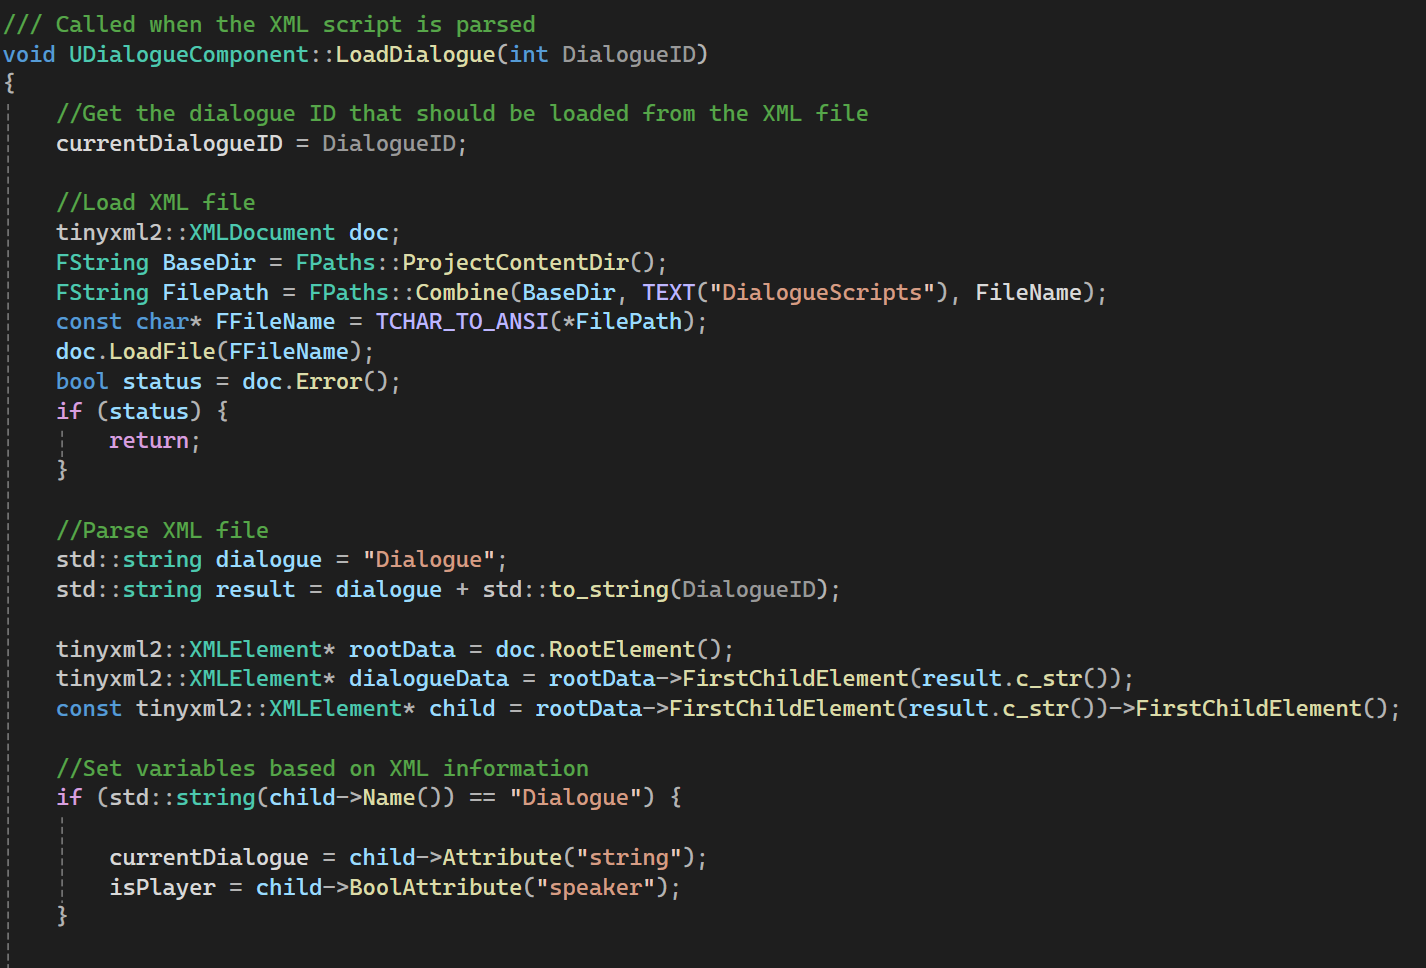 /// Called when the XML script is parsed
void UDialogueComponent::LoadDialogue(int DialogueID)
{
    //Get the dialogue ID that should be loaded from the XML file
    currentDialogueID = DialogueID;

    //Load XML file
    tinyxml2::XMLDocument doc;
    FString BaseDir = FPaths::ProjectContentDir();
    FString FilePath = FPaths::Combine(BaseDir, TEXT("DialogueScripts"), FileName);
    const char* FFileName = TCHAR_TO_ANSI(*FilePath);
    doc.LoadFile(FFileName);
    bool status = doc.Error();
    if (status) {
        return;
    }

    //Parse XML file
    std::string dialogue = "Dialogue";
    std::string result = dialogue + std::to_string(DialogueID);

    tinyxml2::XMLElement* rootData = doc.RootElement();
    tinyxml2::XMLElement* dialogueData = rootData->FirstChildElement(result.c_str());
    const tinyxml2::XMLElement* child = rootData->FirstChildElement(result.c_str())->FirstChildElement();

    //Set variables based on XML information
    if (std::string(child->Name()) == "Dialogue") {

        currentDialogue = child->Attribute("string");
        isPlayer = child->BoolAttribute("speaker");
    }